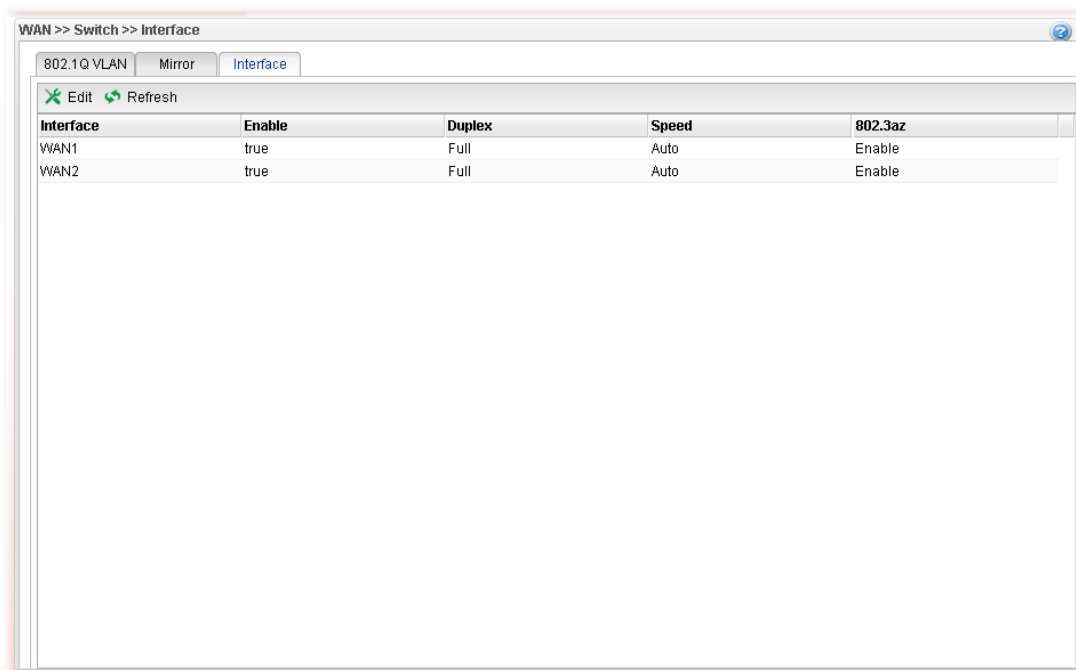 WAN >> Switch >> Interface
802.1Q VLAN Mirror Interface
Edit Refresh
Interface Enable Duplex Speed 802.3az
WAN1 true Full Auto Enable
WAN2 true Full Auto Enable